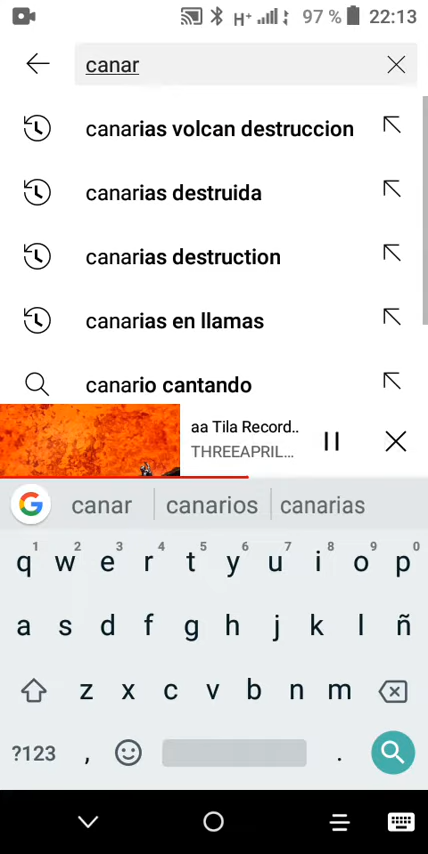 H+ 97 % 22:13
canar
canarias volcan destruccion
canarias destruida
canarias destruction
canarias en llamas
canario cantando
aa Tila Record..
THREEAPRIL...
canar canarios canarias
1 2 3 4 5 6 7 8 9 0
q w e r t y u i o p
a s d f g h j k l ñ
z x c v b n m
?123 , .